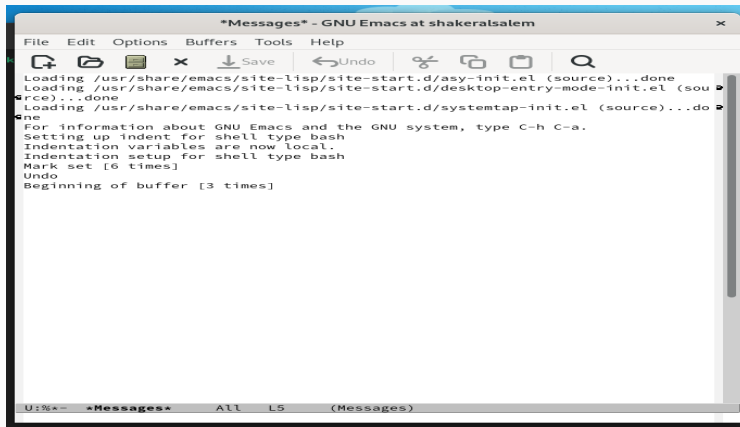 *Messages* - GNU Emacs at shakeralsalem
File Edit Options Buffers Tools Help
Save Undo
Loading /usr/share/emacs/site-lisp/site-start.d/asy-init.el (source)...done
Loading /usr/share/emacs/site-lisp/site-start.d/desktop-entry-mode-init.el (sou
rce)...done
Loading /usr/share/emacs/site-lisp/site-start.d/systemtap-init.el (source)...do
ne
For information about GNU Emacs and the GNU system, type C-h C-a.
Setting up indent for shell type bash
Indentation variables are now local.
Indentation setup for shell type bash
Mark set [6 times]
Undo
Beginning of buffer [3 times]
U:%*- *Messages* All L5 (Messages)